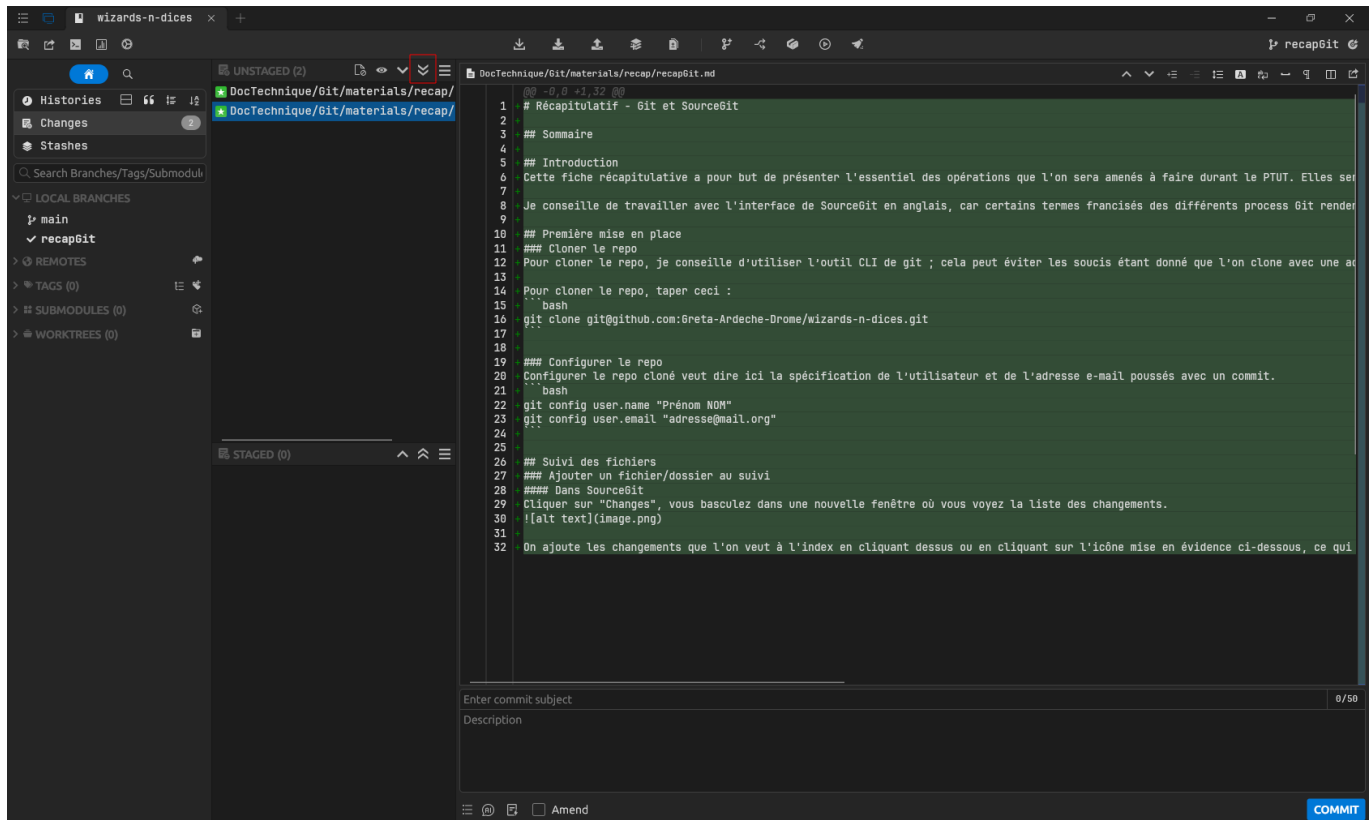 wizards-n-dices
recapGit
UNSTAGED (2)
DocTechnique/Git/materials/recap/
DocTechnique/Git/materials/recap/
Histories
Changes 2
Stashes
Search Branches/Tags/Submodule
LOCAL BRANCHES
main
recapGit
REMOTES
TAGS (0)
SUBMODULES (0)
WORKTREES (0)
STAGED (0)
DocTechnique/Git/materials/recap/recapGit.md
@@ -0,0 +1,32 @@
1 + # Récapitulatif - Git et SourceGit
2 +
3 + ## Sommaire
4 +
5 + ## Introduction
6 + Cette fiche récapitulative a pour but de présenter l'essentiel des opérations que l'on sera amenés à faire durant le PTUT. Elles ser
7 +
8 + Je conseille de travailler avec l'interface de SourceGit en anglais, car certains termes francisés des différents process Git render
9 +
10 + ## Première mise en place
11 + ### Cloner le repo
12 + Pour cloner le repo, je conseille d'utiliser l'outil CLI de git ; cela peut éviter les soucis étant donné que l'on clone avec une ad
13 +
14 + Pour cloner le repo, taper ceci :
15 + ```bash
16 + git clone git@github.com:Greta-Ardeche-Drome/wizards-n-dices.git
17 + ```
18 +
19 + ### Configurer le repo
20 + Configurer le repo cloné veut dire ici la spécification de l'utilisateur et de l'adresse e-mail poussés avec un commit.
21 + ```bash
22 + git config user.name "Prénom NOM"
23 + git config user.email "adresse@mail.org"
24 + ```
25 +
26 + ## Suivi des fichiers
27 + ### Ajouter un fichier/dossier au suivi
28 + #### Dans SourceGit
29 + Cliquer sur "Changes", vous basculez dans une nouvelle fenêtre où vous voyez la liste des changements.
30 + ![alt text](image.png)
31 +
32 + On ajoute les changements que l'on veut à l'index en cliquant dessus ou en cliquant sur l'icône mise en évidence ci-dessous, ce qui
Enter commit subject 0/50
Description
Amend
COMMIT